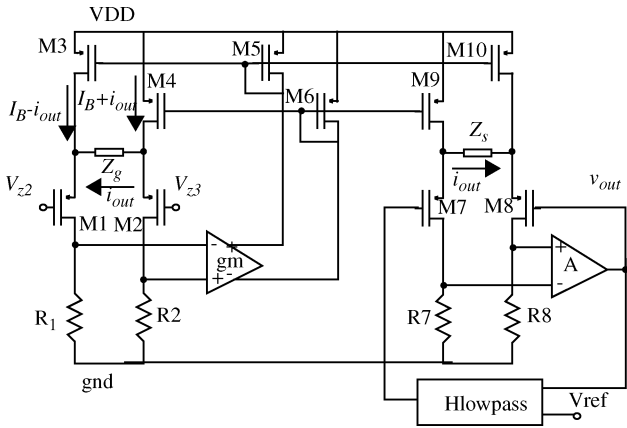 VDD
M3
M5
M10
M4
M6
M9
I_B-i_out
I_B+i_out
Z_g
Z_s
i_out
i_out
V_z2
V_z3
v_out
M1
M2
M7
M8
- +
gm
+ -
+
A
-
R_1
R2
R7
R8
gnd
Hlowpass
Vref